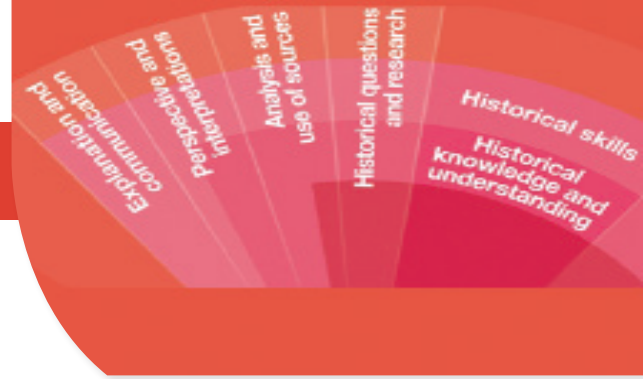 Explanation and
communication
Perspective and
interpretations
Analysis and
use of sources
Historical questions
and research
Historical skills
Historical
knowledge and
understanding